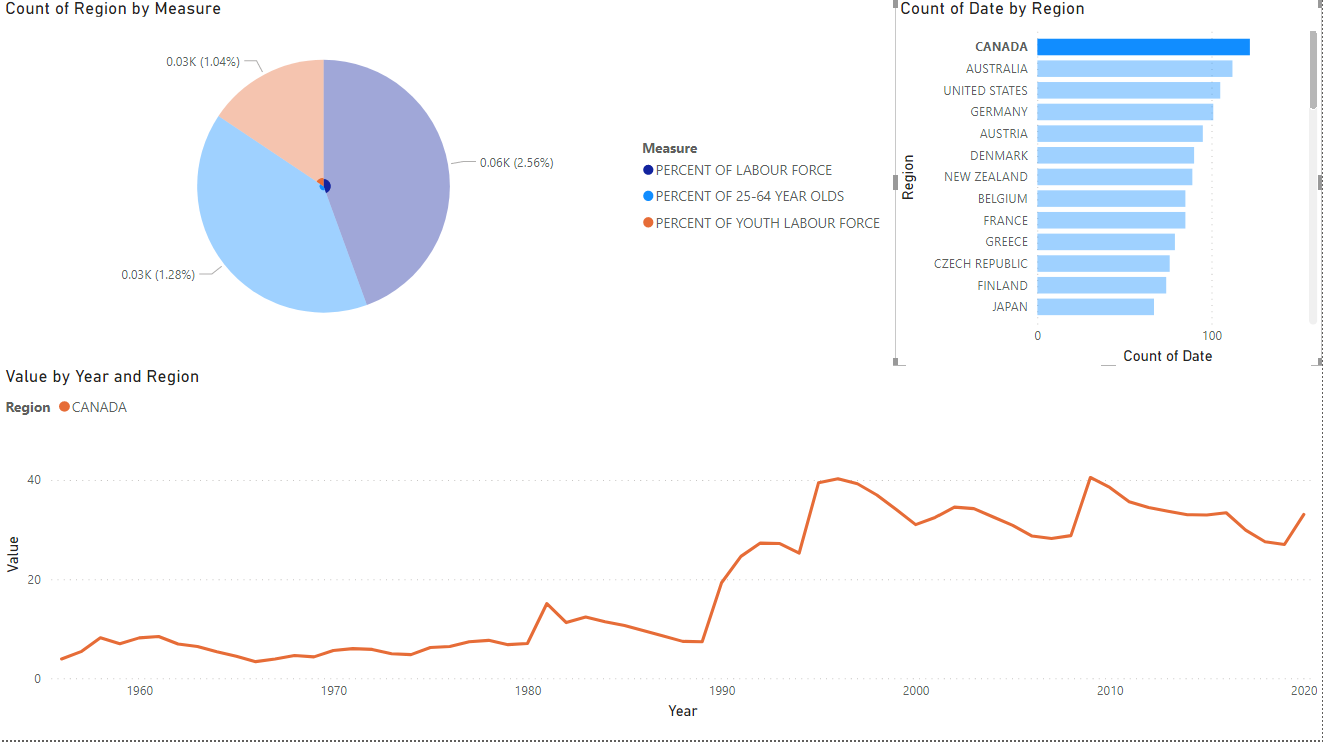 Count of Region by Measure
0.03K (1.04%)
0.06K (2.56%)
0.03K (1.28%)
Measure
PERCENT OF LABOUR FORCE
PERCENT OF 25-64 YEAR OLDS
PERCENT OF YOUTH LABOUR FORCE
Count of Date by Region
Region
CANADA
AUSTRALIA
UNITED STATES
GERMANY
AUSTRIA
DENMARK
NEW ZEALAND
BELGIUM
FRANCE
GREECE
CZECH REPUBLIC
FINLAND
JAPAN
0 100
Count of Date
Value by Year and Region
Region CANADA
Value
40
20
0
1960 1970 1980 1990 2000 2010 2020
Year